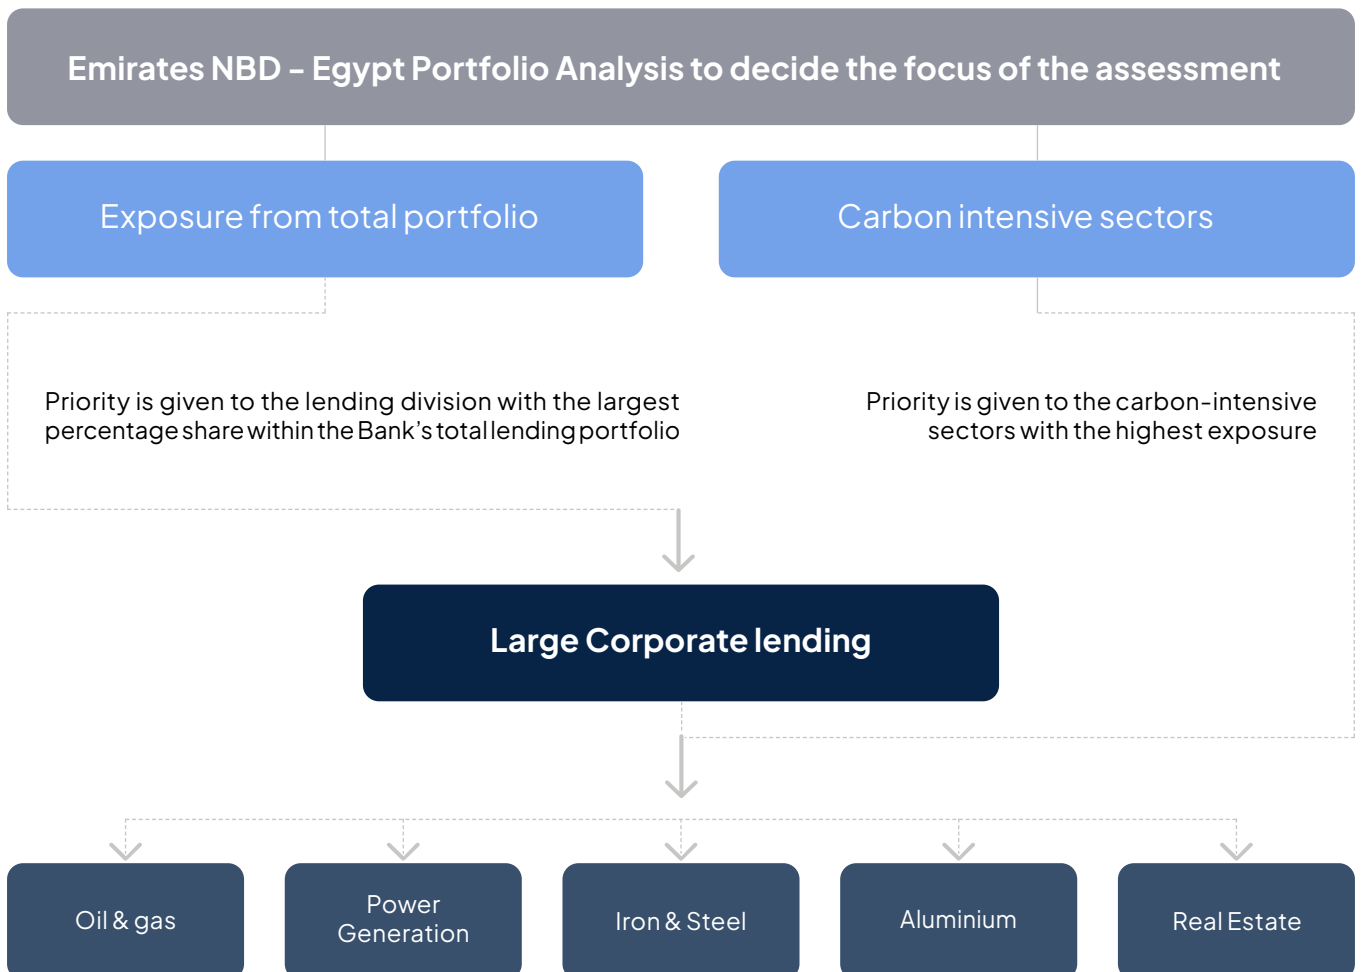 Emirates NBD – Egypt Portfolio Analysis to decide the focus of the assessment
Exposure from total portfolio
Carbon intensive sectors
Priority is given to the lending division with the largest
percentage share within the Bank’s total lending portfolio
Priority is given to the carbon-intensive
sectors with the highest exposure
Large Corporate lending
Oil & gas
Power
Generation
Iron & Steel
Aluminium
Real Estate